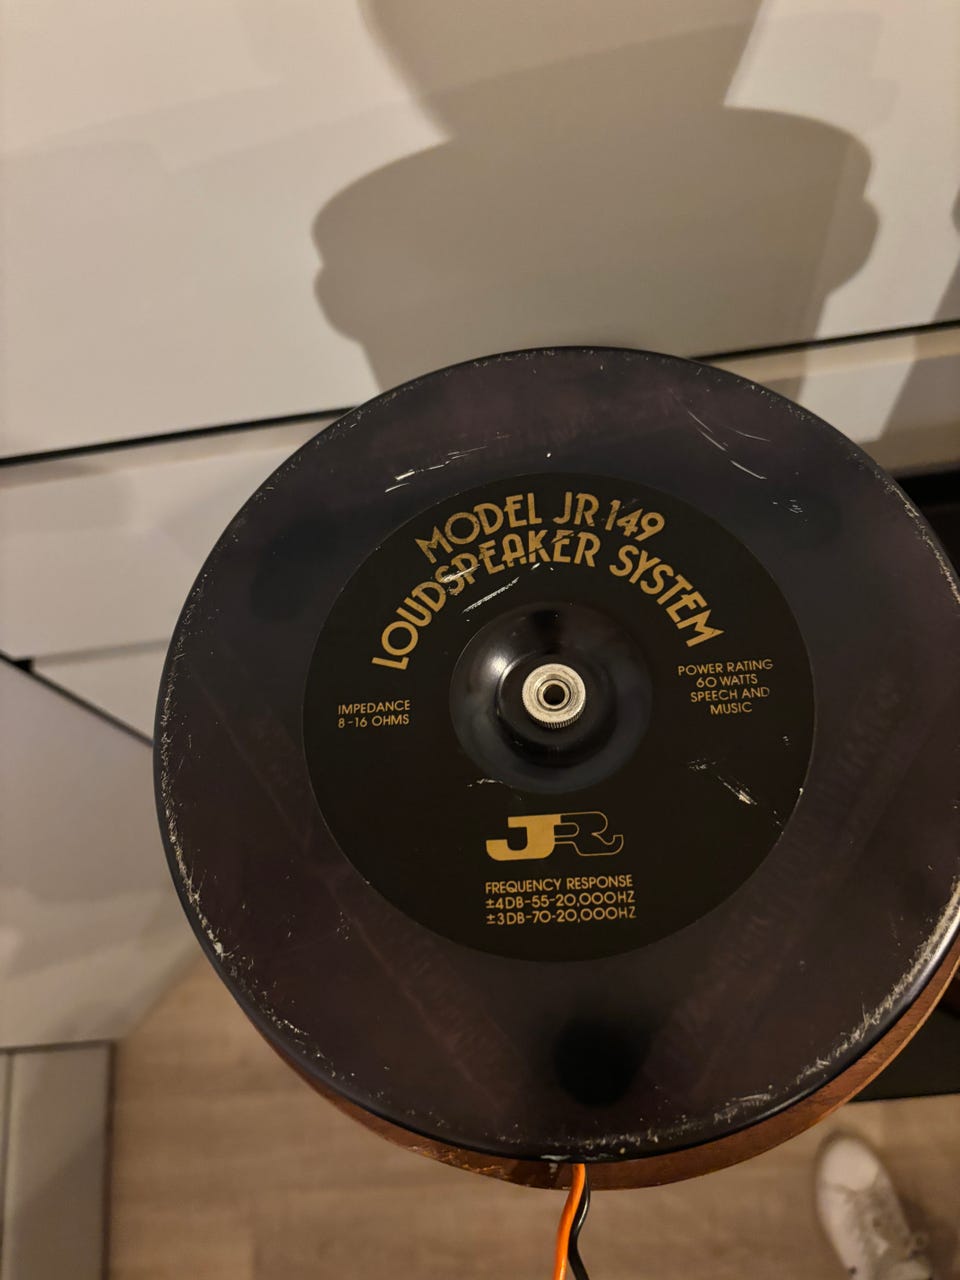 MODEL JR 149
LOUDSPEAKER SYSTEM
IMPEDANCE
8-16 OHMS
POWER RATING
60 WATTS
SPEECH AND
MUSIC
JR
FREQUENCY RESPONSE
±4DB-55-20,000HZ
±3DB-70-20,000HZ